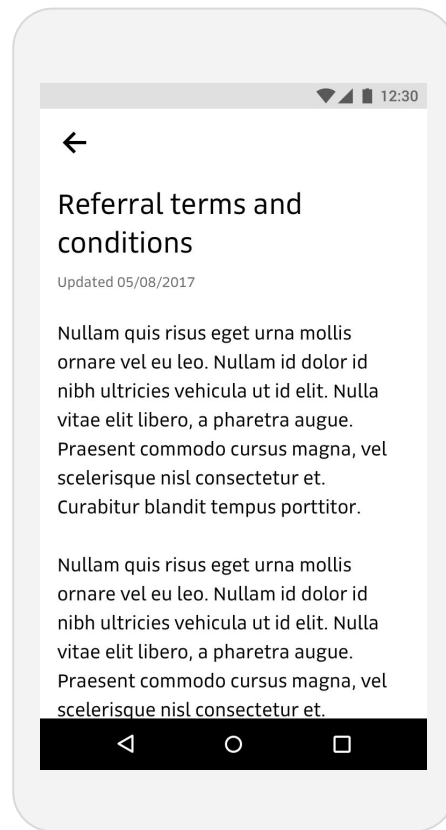 12:30
Referral terms and
conditions
Updated 05/08/2017
Nullam quis risus eget urna mollis
ornare vel eu leo. Nullam id dolor id
nibh ultricies vehicula ut id elit. Nulla
vitae elit libero, a pharetra augue.
Praesent commodo cursus magna, vel
scelerisque nisl consectetur et.
Curabitur blandit tempus porttitor.
Nullam quis risus eget urna mollis
ornare vel eu leo. Nullam id dolor id
nibh ultricies vehicula ut id elit. Nulla
vitae elit libero, a pharetra augue.
Praesent commodo cursus magna, vel
scelerisque nisl consectetur et.